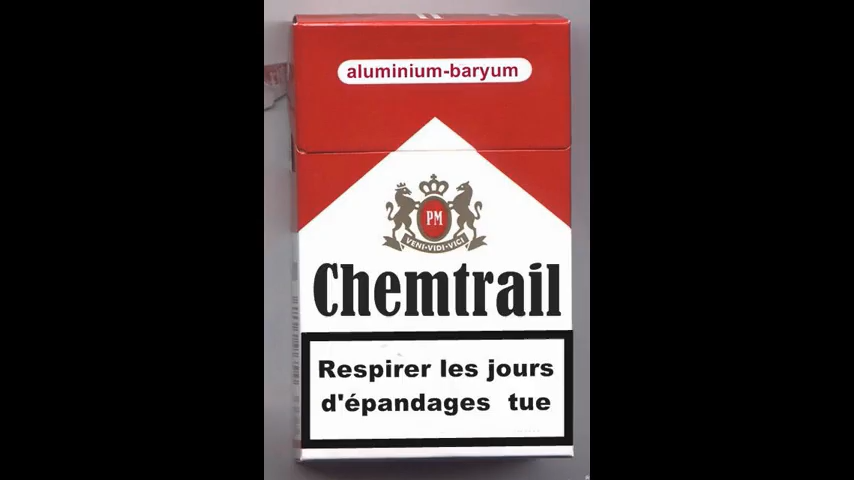 aluminium-baryum
PM
VENI·VIDI·VICI
Chemtrail
Respirer les jours
d'épandages tue